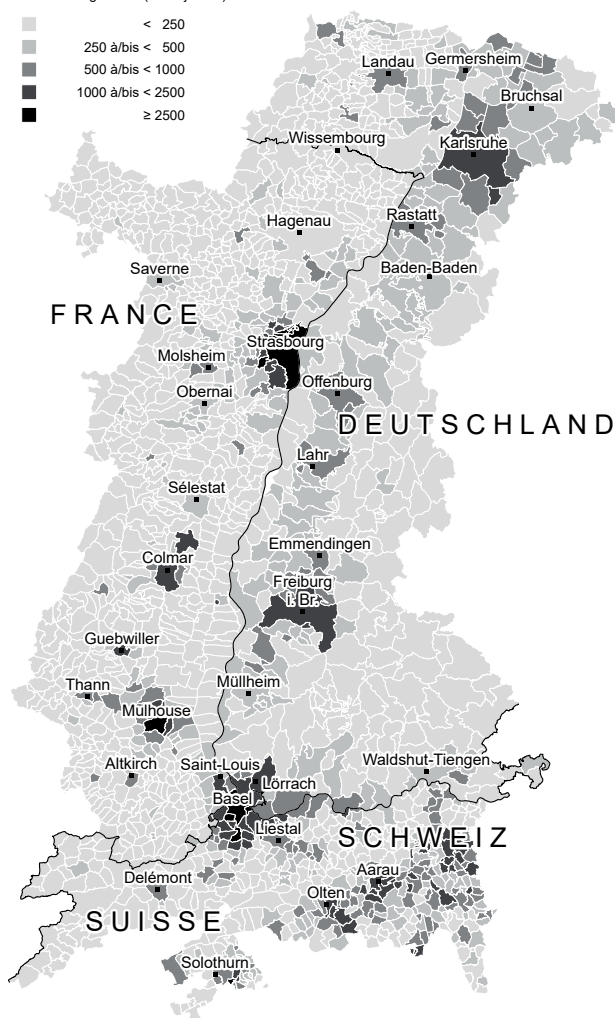 < 250
250 à/bis < 500
500 à/bis < 1000
1000 à/bis < 2500
≥ 2500
Landau
Germersheim
Bruchsal
Wissembourg
Karlsruhe
Hagenau
Rastatt
Saverne
Baden-Baden
FRANCE
Strasbourg
Molsheim
Offenburg
Obernai
DEUTSCHLAND
Lahr
Sélestat
Emmendingen
Colmar
Freiburg
i. Br.
Guebwiller
Thann
Müllheim
Mulhouse
Altkirch
Saint-Louis
Waldshut-Tiengen
Lörrach
Basel
Liestal
SCHWEIZ
Delémont
Aarau
Olten
SUISSE
Solothurn